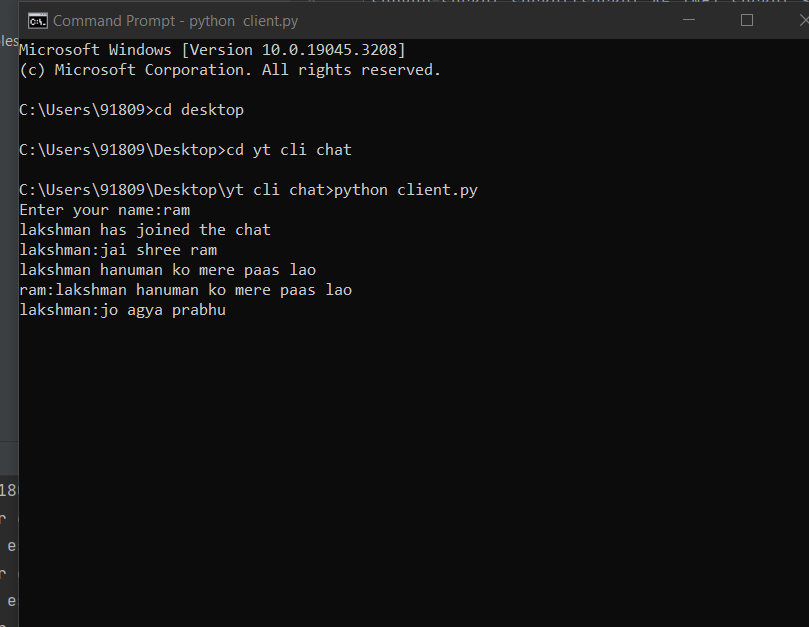 Command Prompt - python client.py
Microsoft Windows [Version 10.0.19045.3208]
(c) Microsoft Corporation. All rights reserved.
C:\Users\91809>cd desktop
C:\Users\91809\Desktop>cd yt cli chat
C:\Users\91809\Desktop\yt cli chat>python client.py
Enter your name:ram
lakshman has joined the chat
lakshman:jai shree ram
lakshman hanuman ko mere paas lao
ram:lakshman hanuman ko mere paas lao
lakshman:jo agya prabhu